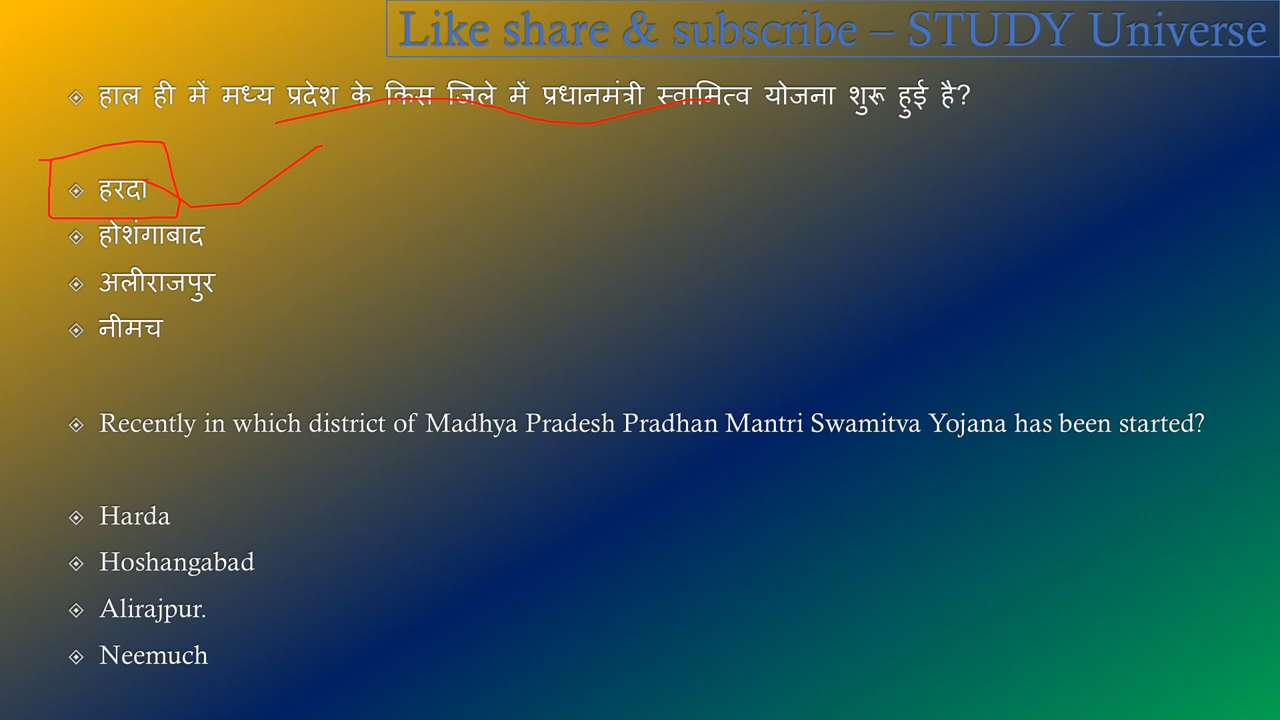 Like share & subscribe – STUDY Universe
हाल ही में मध्य प्रदेश के किस जिले में प्रधानमंत्री स्वामित्व योजना शुरू हुई है?
हरदा
होशंगाबाद
अलीराजपुर
नीमच
Recently in which district of Madhya Pradesh Pradhan Mantri Swamitva Yojana has been started?
Harda
Hoshangabad
Alirajpur.
Neemuch